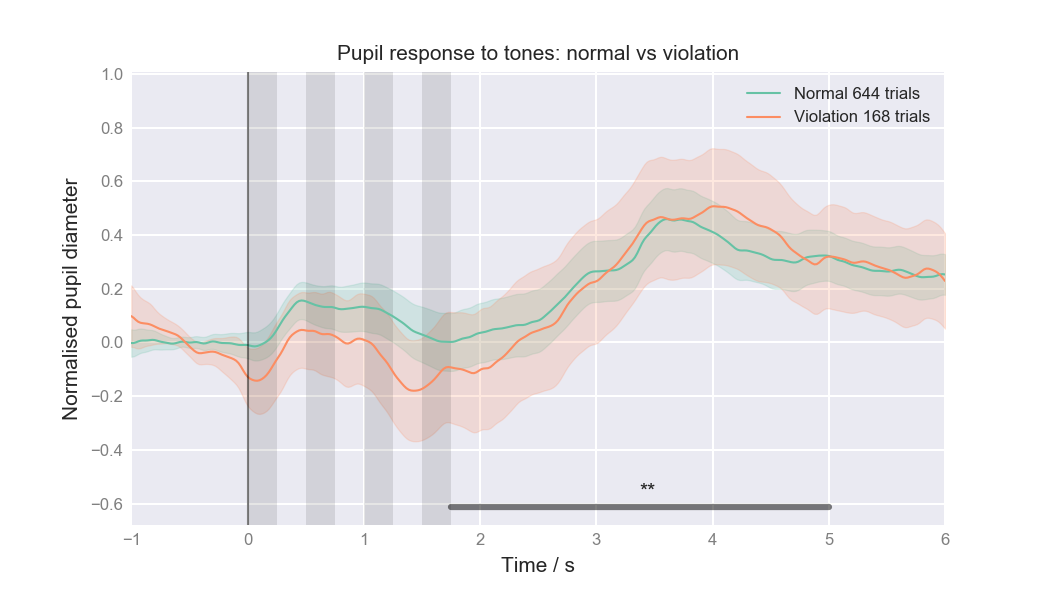 Pupil response to tones: normal vs violation
Normal 644 trials
Violation 168 trials
Normalised pupil diameter
1.0
0.8
0.6
0.4
0.2
0.0
−0.2
−0.4
−0.6
**
−1 0 1 2 3 4 5 6
Time / s